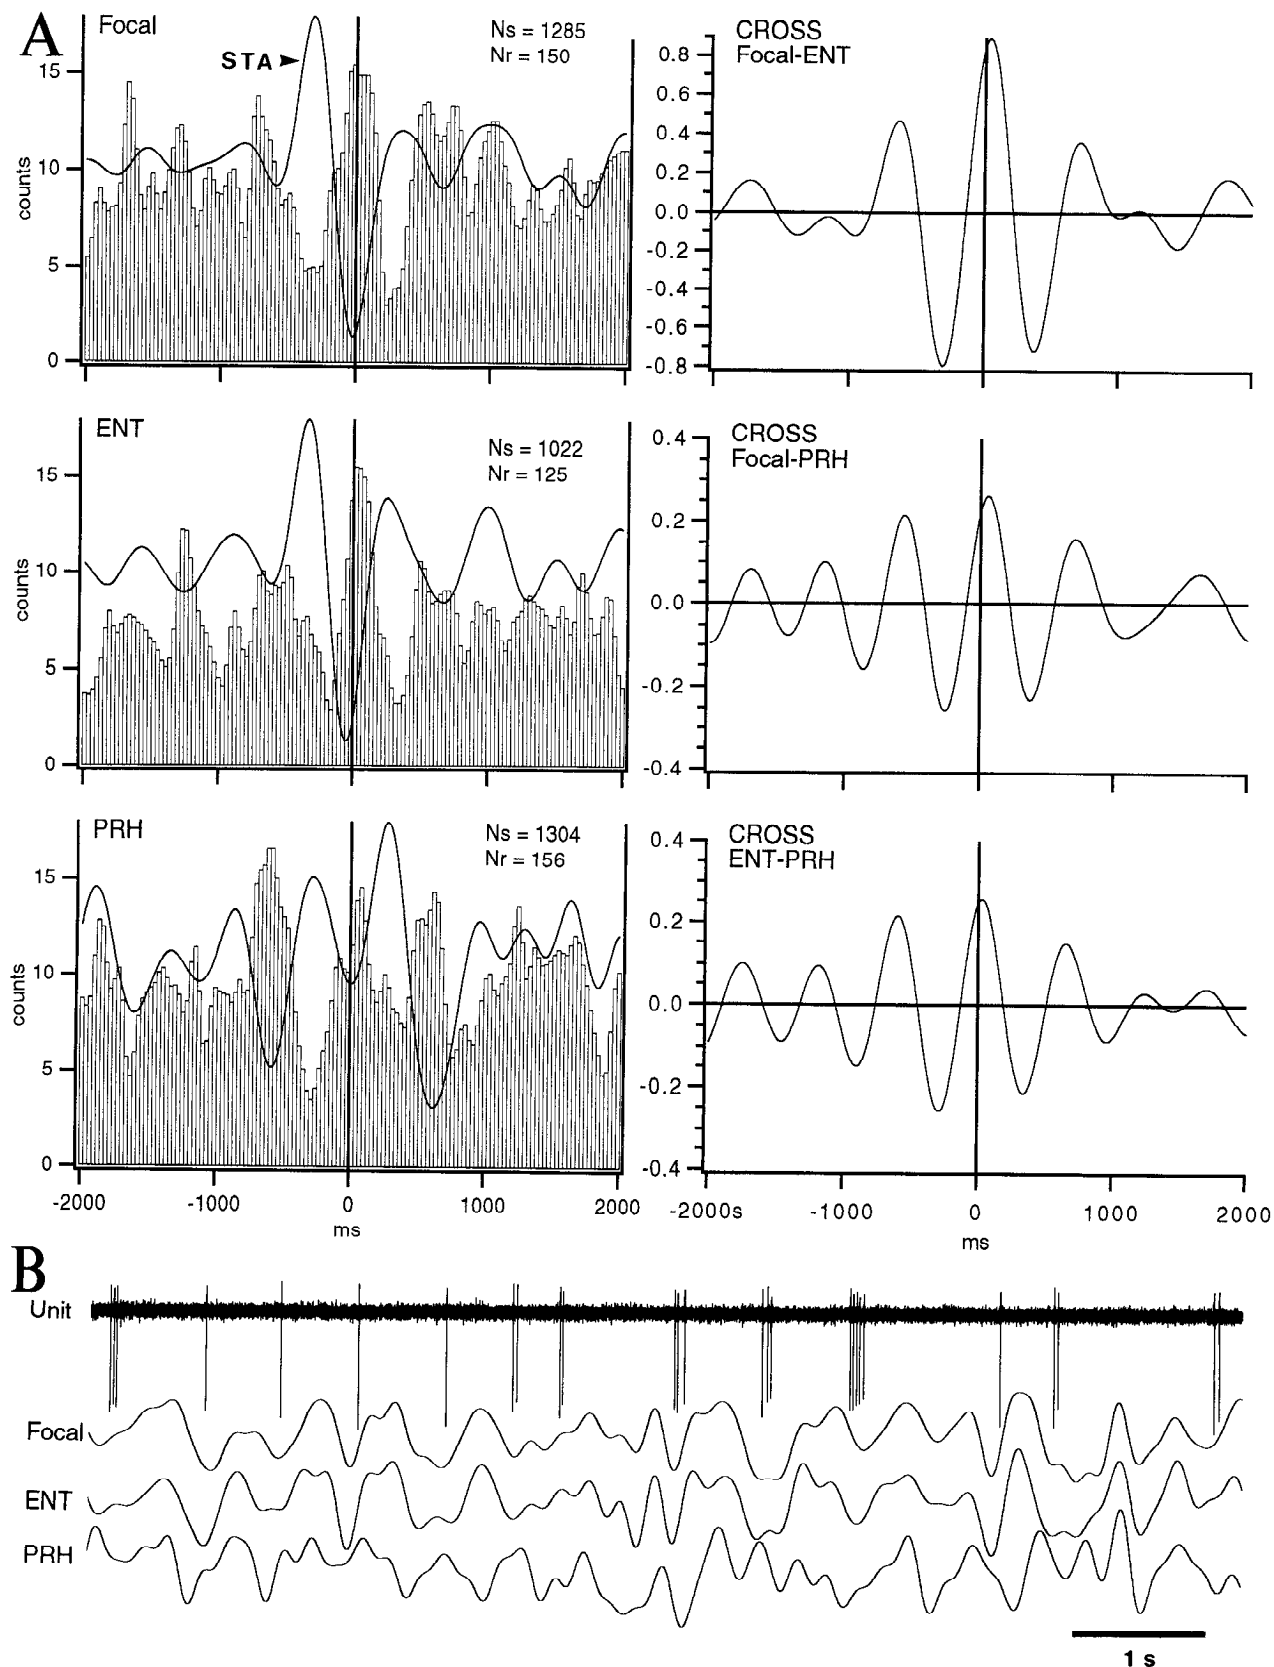 A
Focal
STA
Ns = 1285
Nr = 150
15
10
5
0
counts
CROSS
Focal-ENT
0.8
0.6
0.4
0.2
0.0
-0.2
-0.4
-0.6
-0.8
ENT
Ns = 1022
Nr = 125
15
10
5
0
counts
CROSS
Focal-PRH
0.4
0.2
0.0
-0.2
-0.4
PRH
Ns = 1304
Nr = 156
15
10
5
0
counts
-2000
-1000
0
1000
2000
ms
CROSS
ENT-PRH
0.4
0.2
0.0
-0.2
-0.4
-2000s
-1000
0
1000
2000
ms
B
Unit
Focal
ENT
PRH
1 s